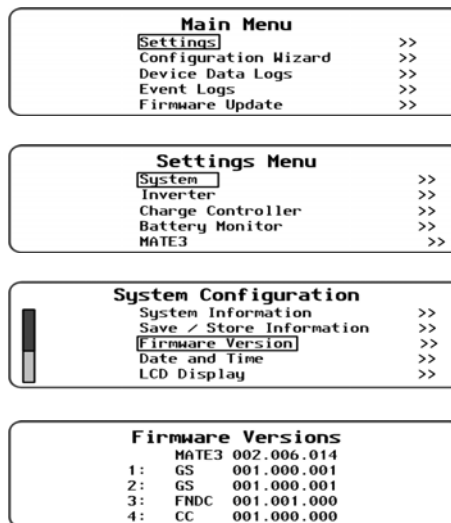 Main Menu
Settings >>
Configuration Wizard >>
Device Data Logs >>
Event Logs >>
Firmware Update >>
Settings Menu
System >>
Inverter >>
Charge Controller >>
Battery Monitor >>
MATE3 >>
System Configuration
System Information >>
Save / Store Information >>
Firmware Version >>
Date and Time >>
LCD Display >>
Firmware Versions
MATE3 002.006.014
1: GS 001.000.001
2: GS 001.000.001
3: FNDC 001.001.000
4: CC 001.000.000